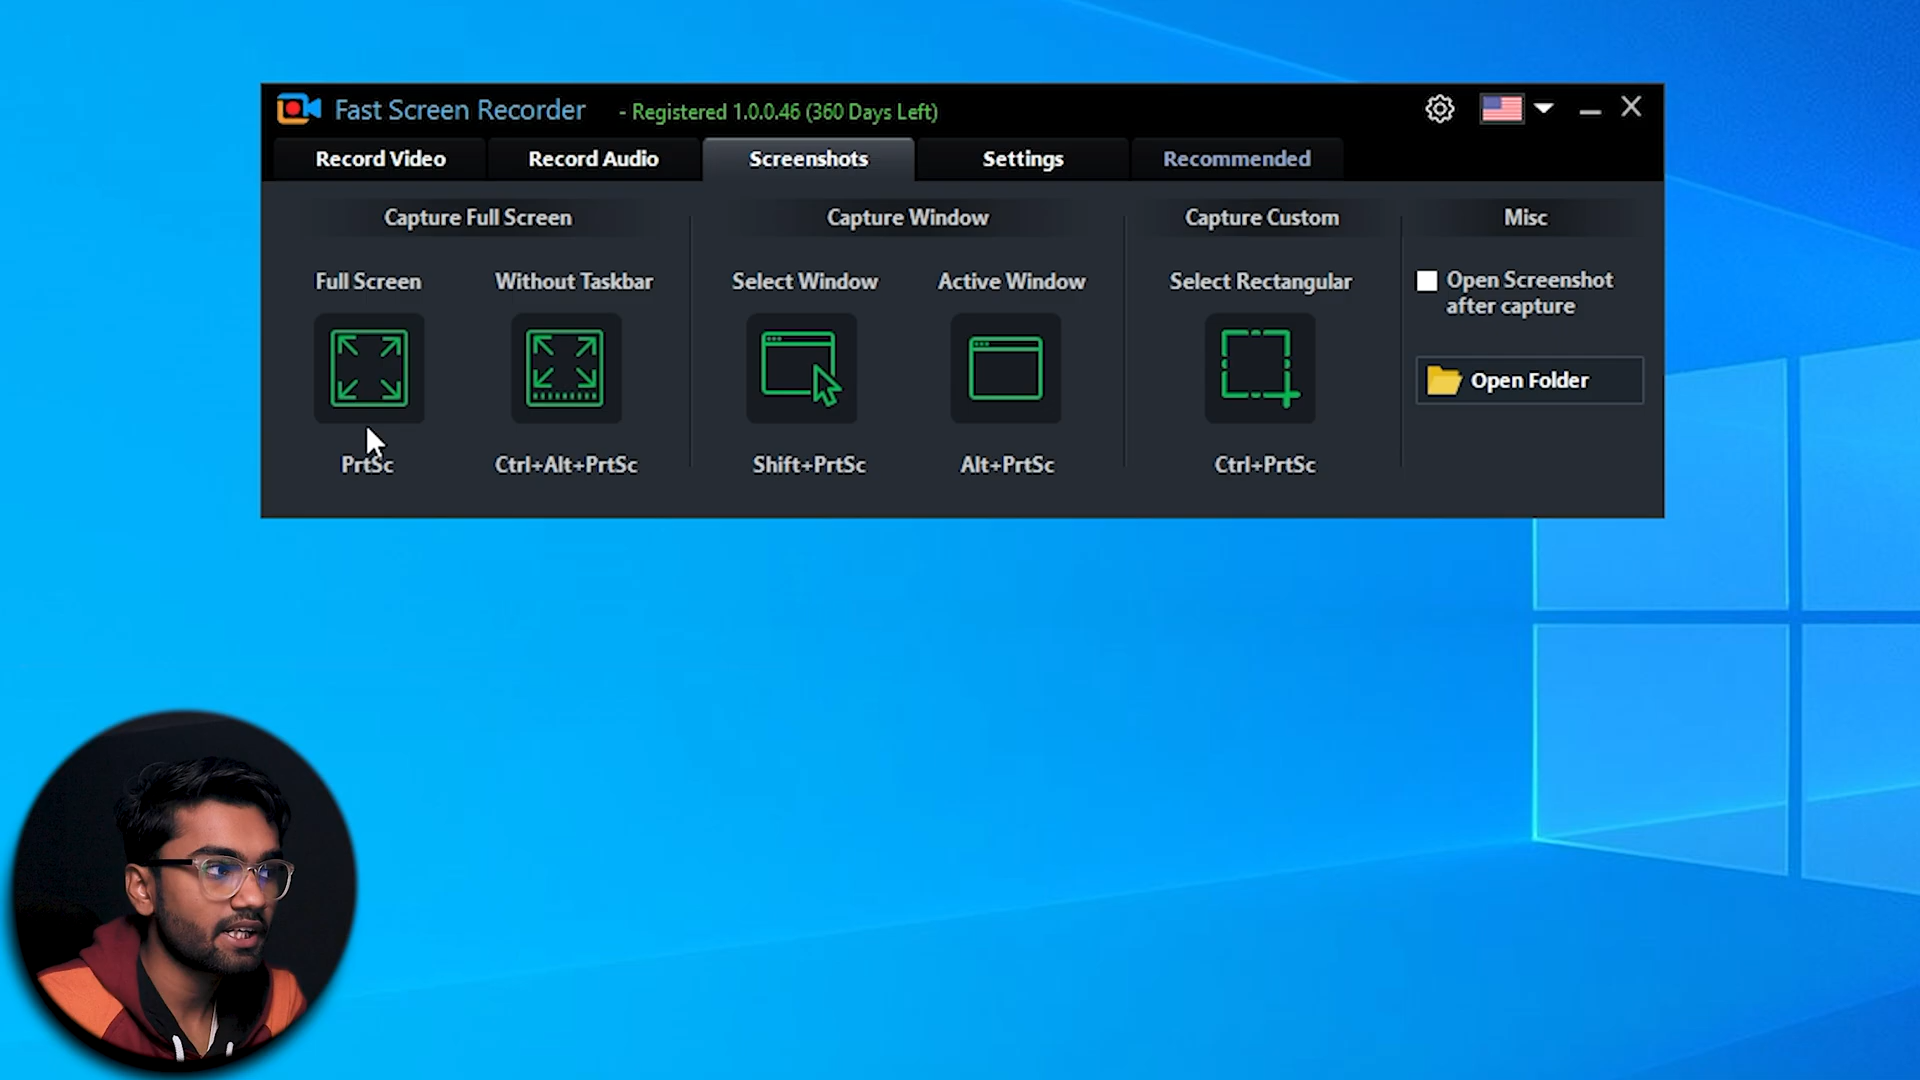 Fast Screen Recorder - Registered 1.0.0.46 (360 Days Left)
Record Video Record Audio Screenshots Settings Recommended
Capture Full Screen
Full Screen Without Taskbar
PrtSc Ctrl+Alt+PrtSc
Capture Window
Select Window Active Window
Shift+PrtSc Alt+PrtSc
Capture Custom
Select Rectangular
Ctrl+PrtSc
Misc
Open Screenshot
after capture
Open Folder